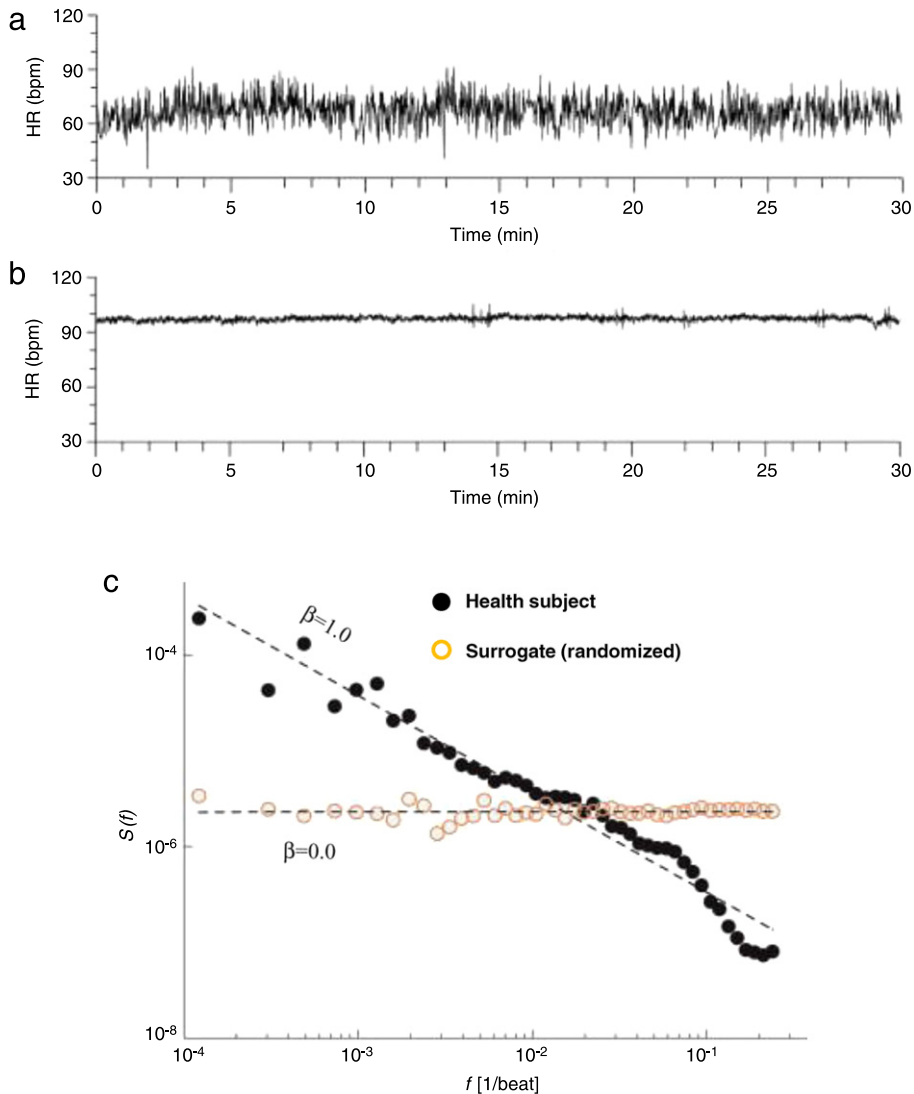 a
120
90
60
30
HR (bpm)
0 5 10 15 20 25 30
Time (min)
b
120
90
60
30
HR (bpm)
0 5 10 15 20 25 30
Time (min)
c
β=1.0
Health subject
Surrogate (randomized)
10⁻⁴
10⁻⁶
10⁻⁸
S(f)
β=0.0
10⁻⁴ 10⁻³ 10⁻² 10⁻¹
f [1/beat]